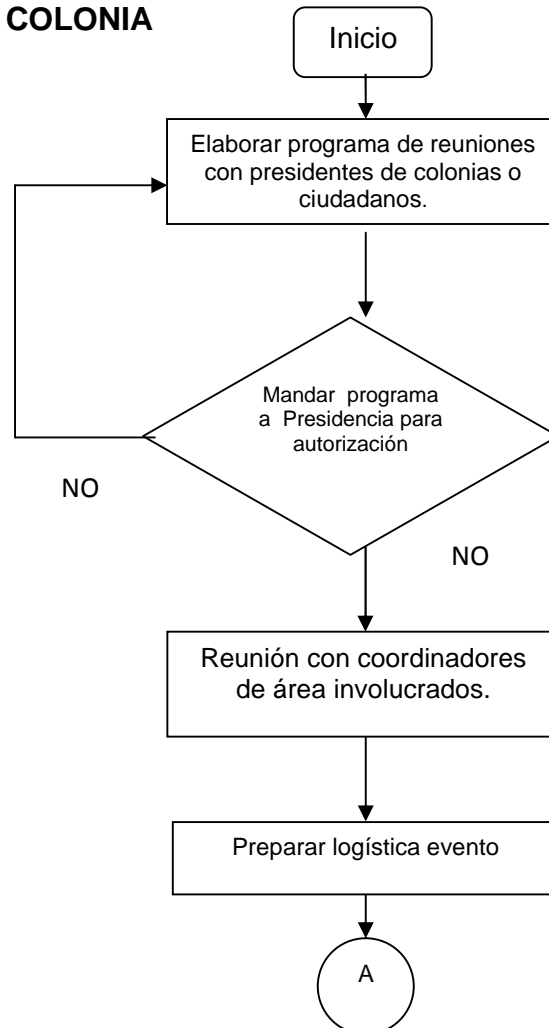 COLONIA
Inicio
Elaborar programa de reuniones
con presidentes de colonias o
ciudadanos.
Mandar programa
a Presidencia para
autorización
NO
NO
Reunión con coordinadores
de área involucrados.
Preparar logística evento
A